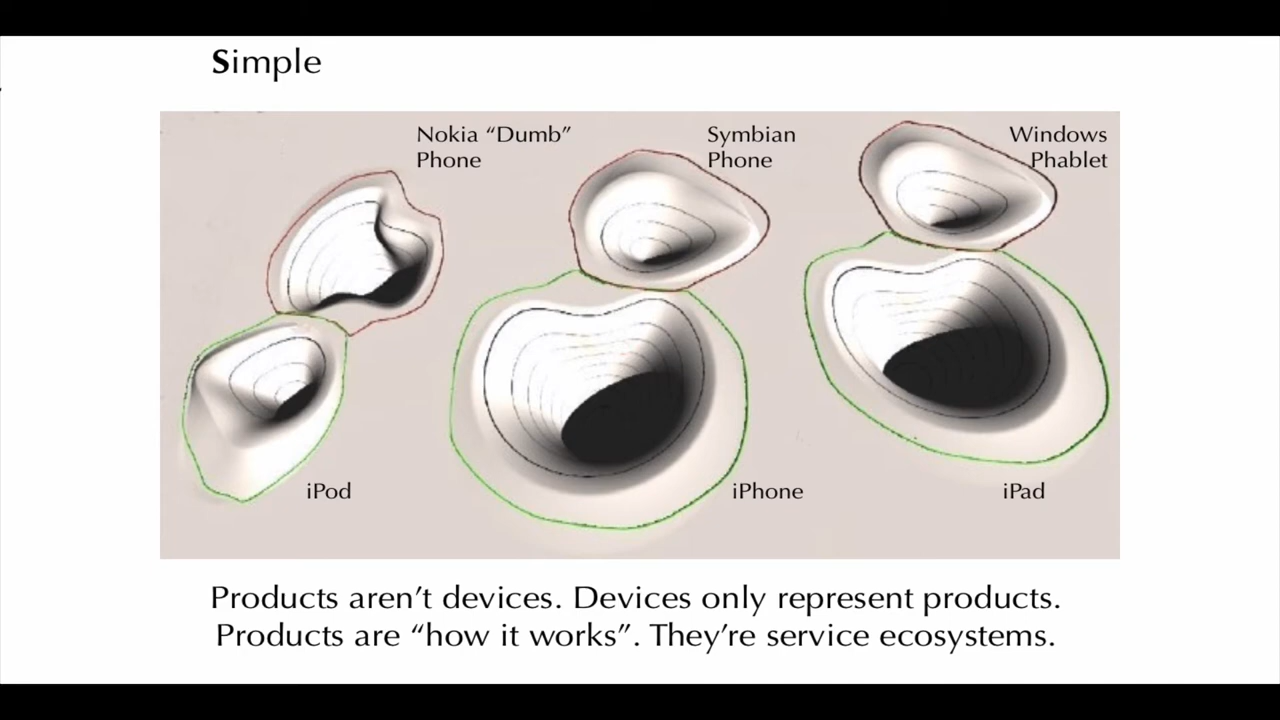 Simple
Nokia “Dumb”
Phone
Symbian
Phone
Windows
Phablet
iPod
iPhone
iPad
Products aren’t devices. Devices only represent products.
Products are “how it works”. They’re service ecosystems.